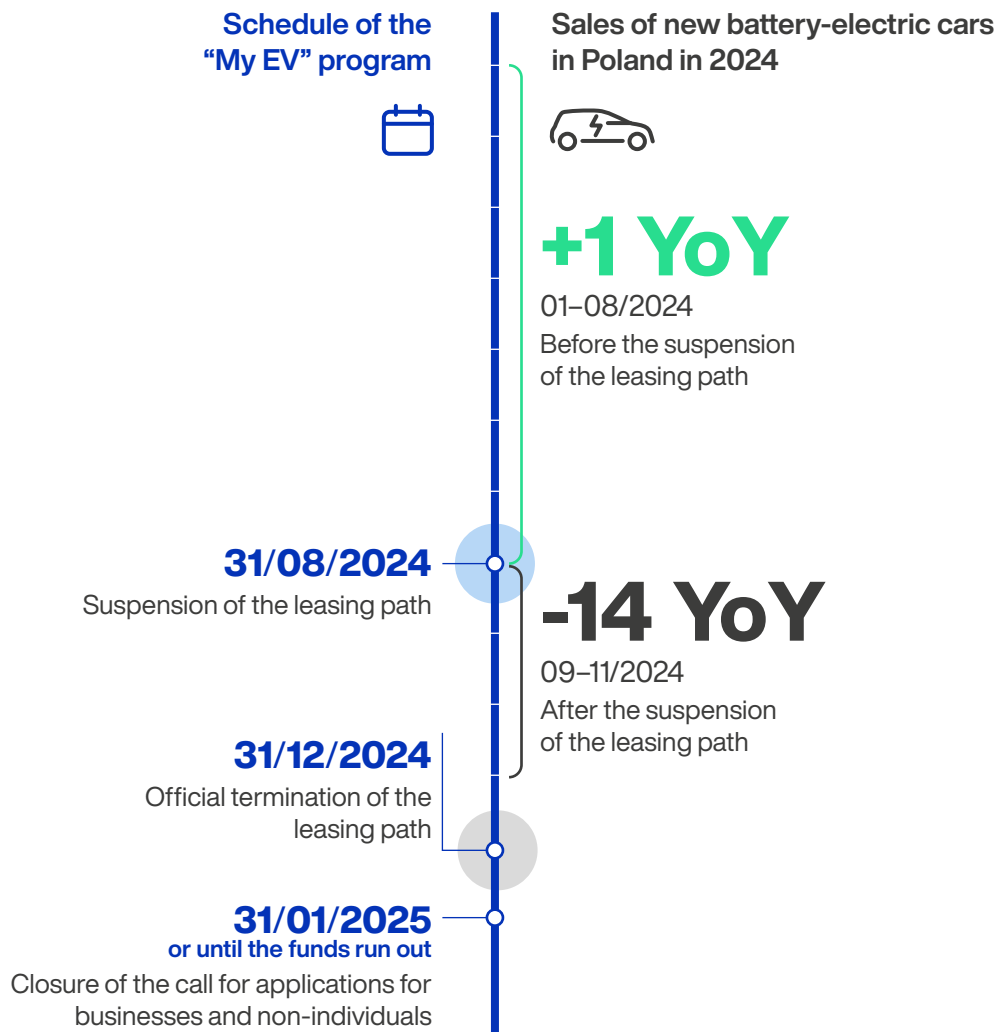 Schedule of the
“My EV” program
Sales of new battery-electric cars
in Poland in 2024
+1 YoY
01–08/2024
Before the suspension
of the leasing path
31/08/2024
Suspension of the leasing path
-14 YoY
09–11/2024
After the suspension
of the leasing path
31/12/2024
Official termination of the
leasing path
31/01/2025
or until the funds run out
Closure of the call for applications for
businesses and non-individuals